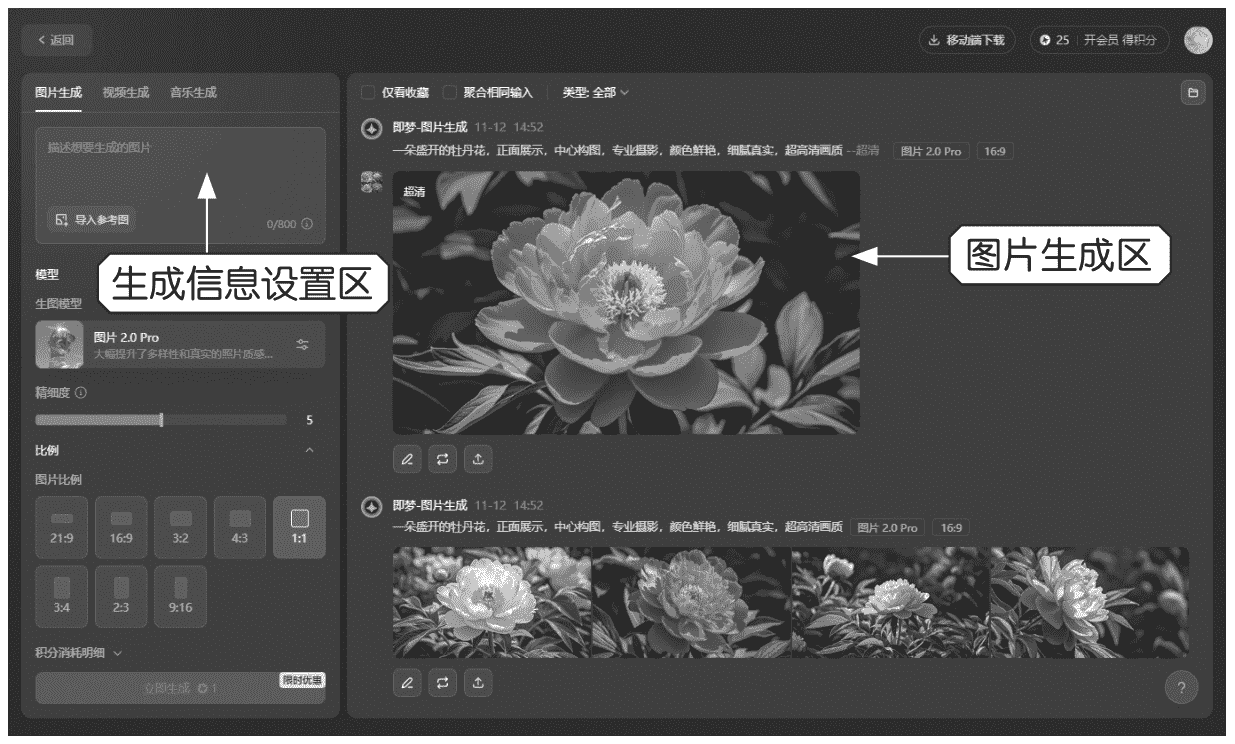 返回
移动端下载
25 开会员 得积分
图片生成 视频生成 音乐生成
描述想要生成的图片
导入参考图
0/800
生成信息设置区
模型
生图模型
图片 2.0 Pro
大幅提升了多样性和真实的照片质感...
精细度
5
比例
图片比例
21:9 16:9 3:2 4:3 1:1
3:4 2:3 9:16
积分消耗明细
限时优惠
立即生成 1
仅看收藏 聚合相同输入 类型: 全部
即梦-图片生成 11-12 14:52
一朵盛开的牡丹花，正面展示，中心构图，专业摄影，颜色鲜艳，细腻真实，超高清画质 --超清 图片 2.0 Pro 16:9
超清
图片生成区
即梦-图片生成 11-12 14:52
一朵盛开的牡丹花，正面展示，中心构图，专业摄影，颜色鲜艳，细腻真实，超高清画质 图片 2.0 Pro 16:9
?